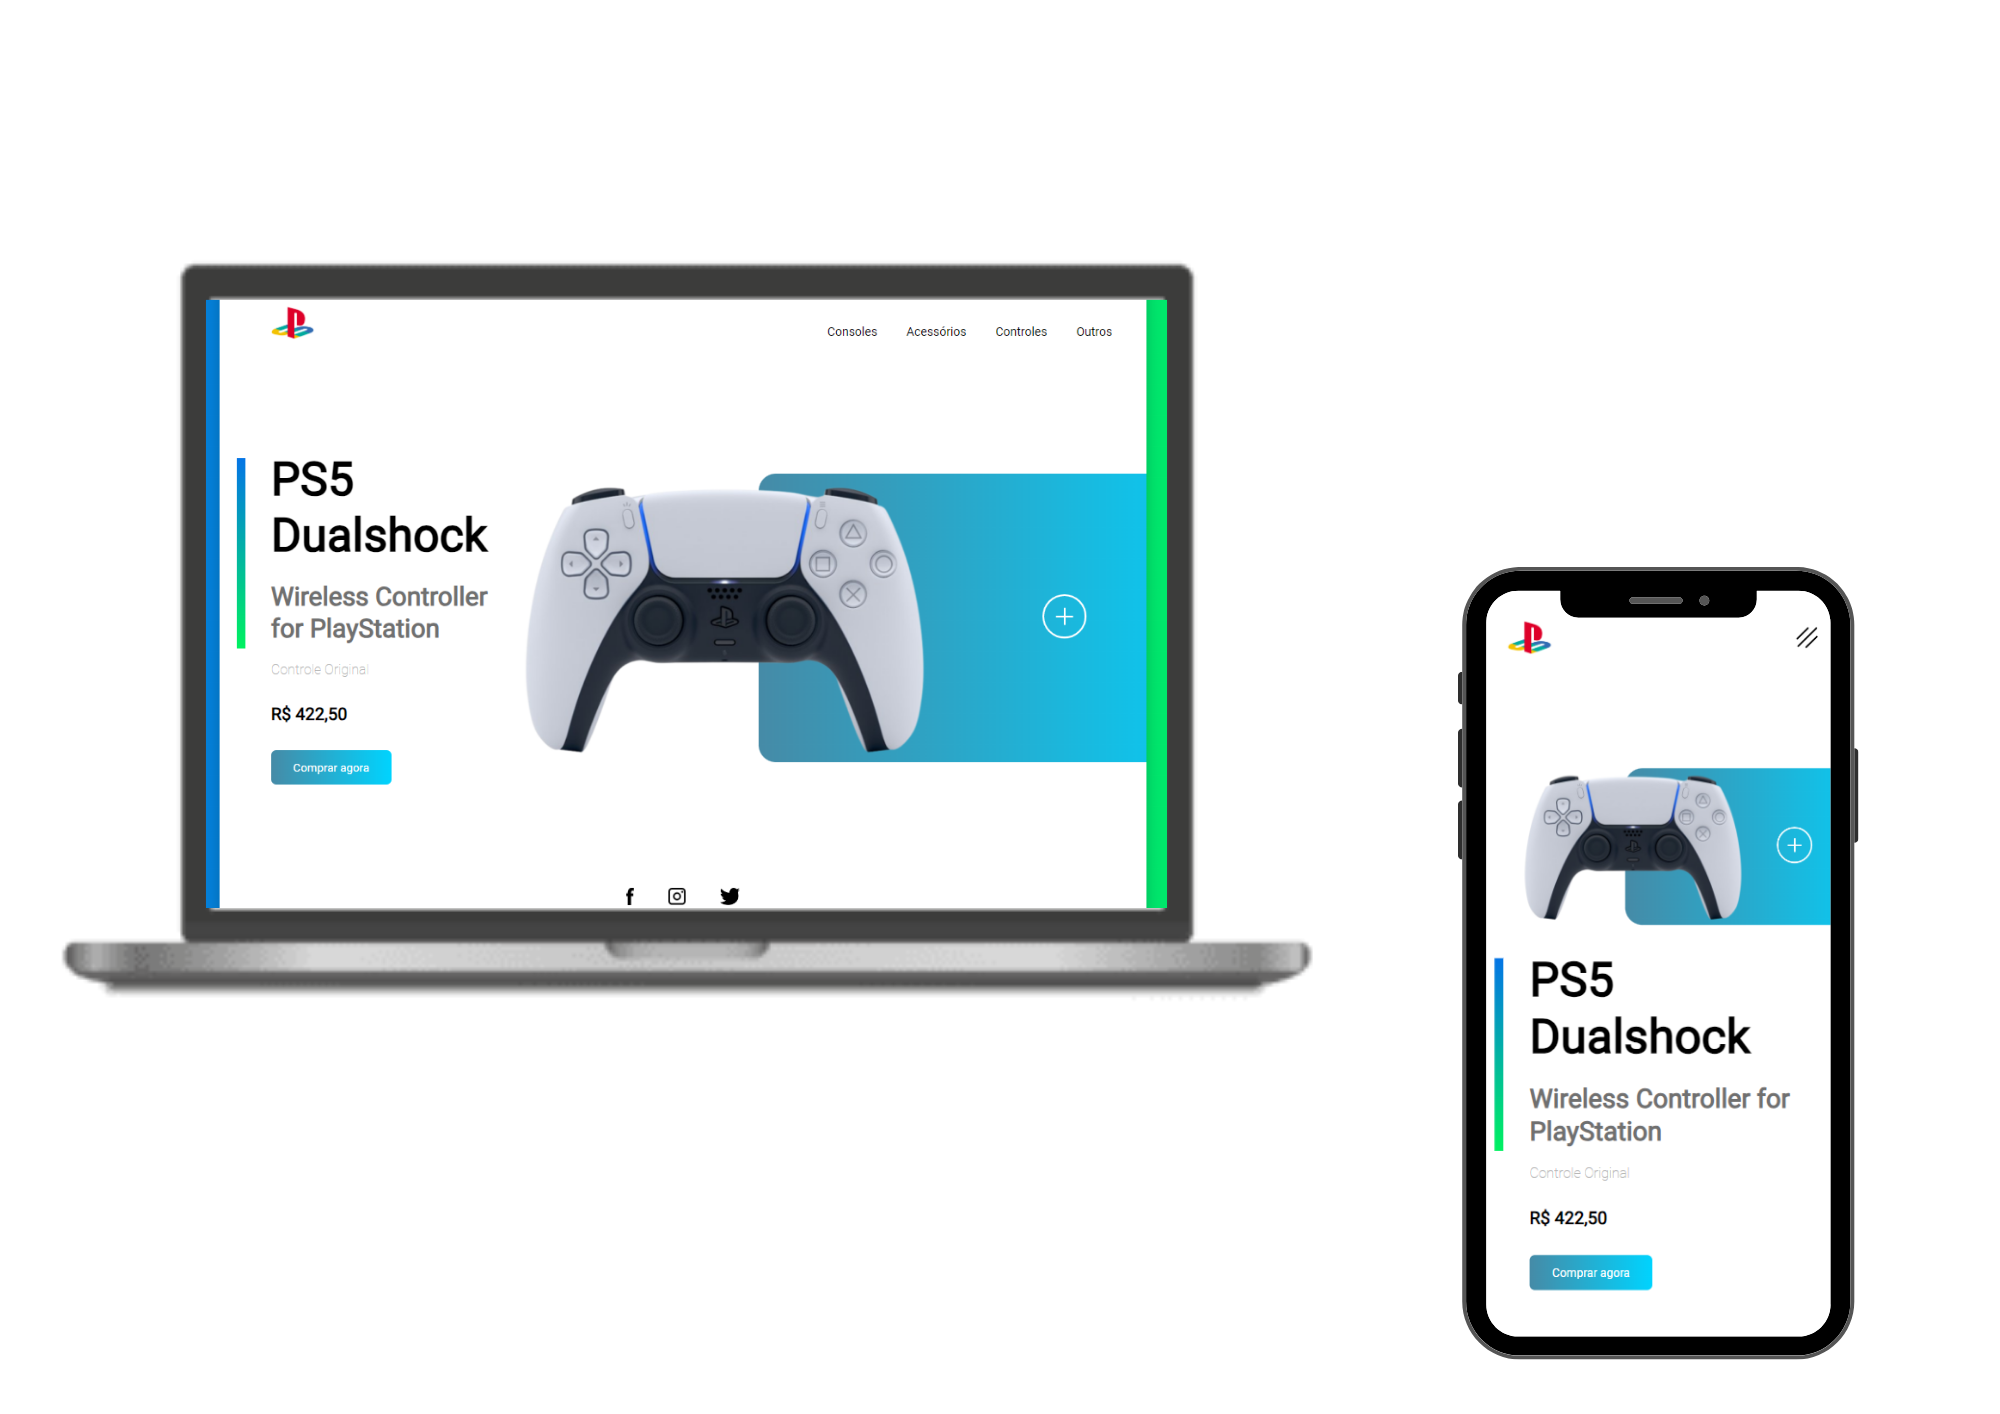 Consoles Acessórios Controles Outros
PS5
Dualshock
Wireless Controller
for PlayStation
Controle Original
R$ 422,50
Comprar agora
PS5
Dualshock
Wireless Controller for
PlayStation
Controle Original
R$ 422,50
Comprar agora